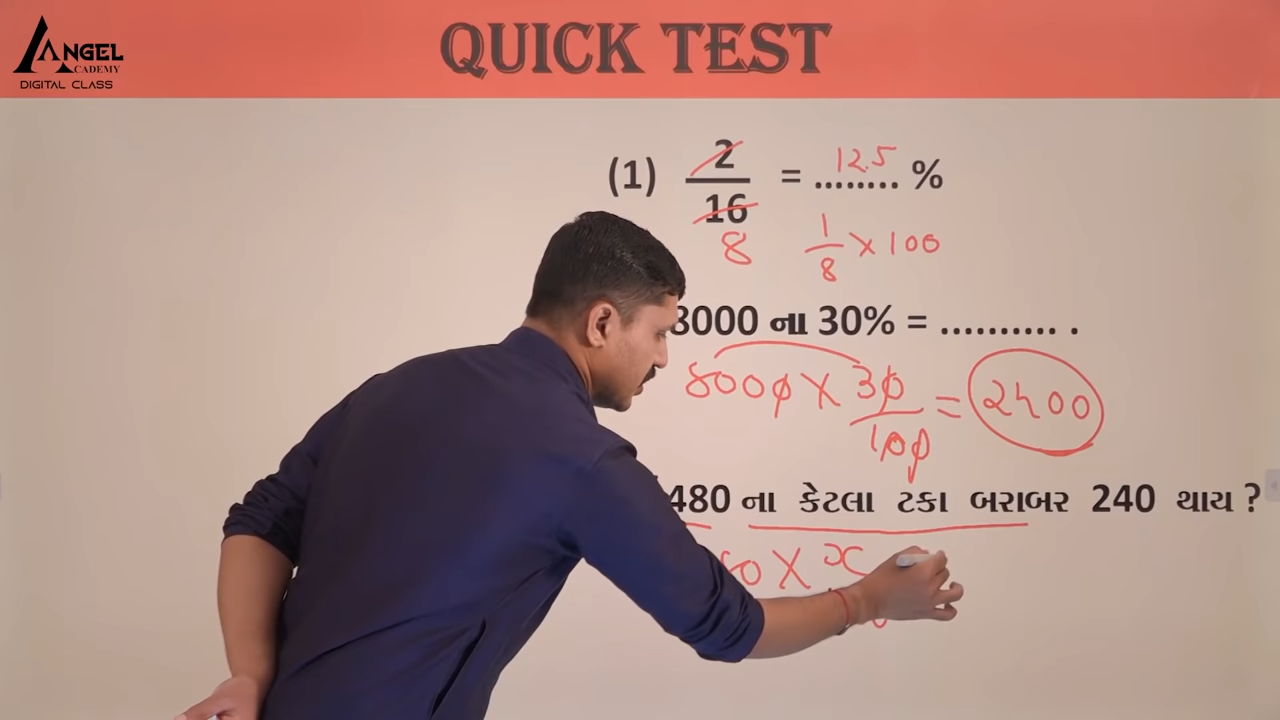 ANGEL
ACADEMY
DIGITAL CLASS
QUICK TEST
(1) 2/16 = ........ %
12.5
8
1/8 × 100
8000 ના 30% = .......... .
8000 × 30/100 = 2400
480 ના કેટલા ટકા બરાબર 240 થાય ?
× x